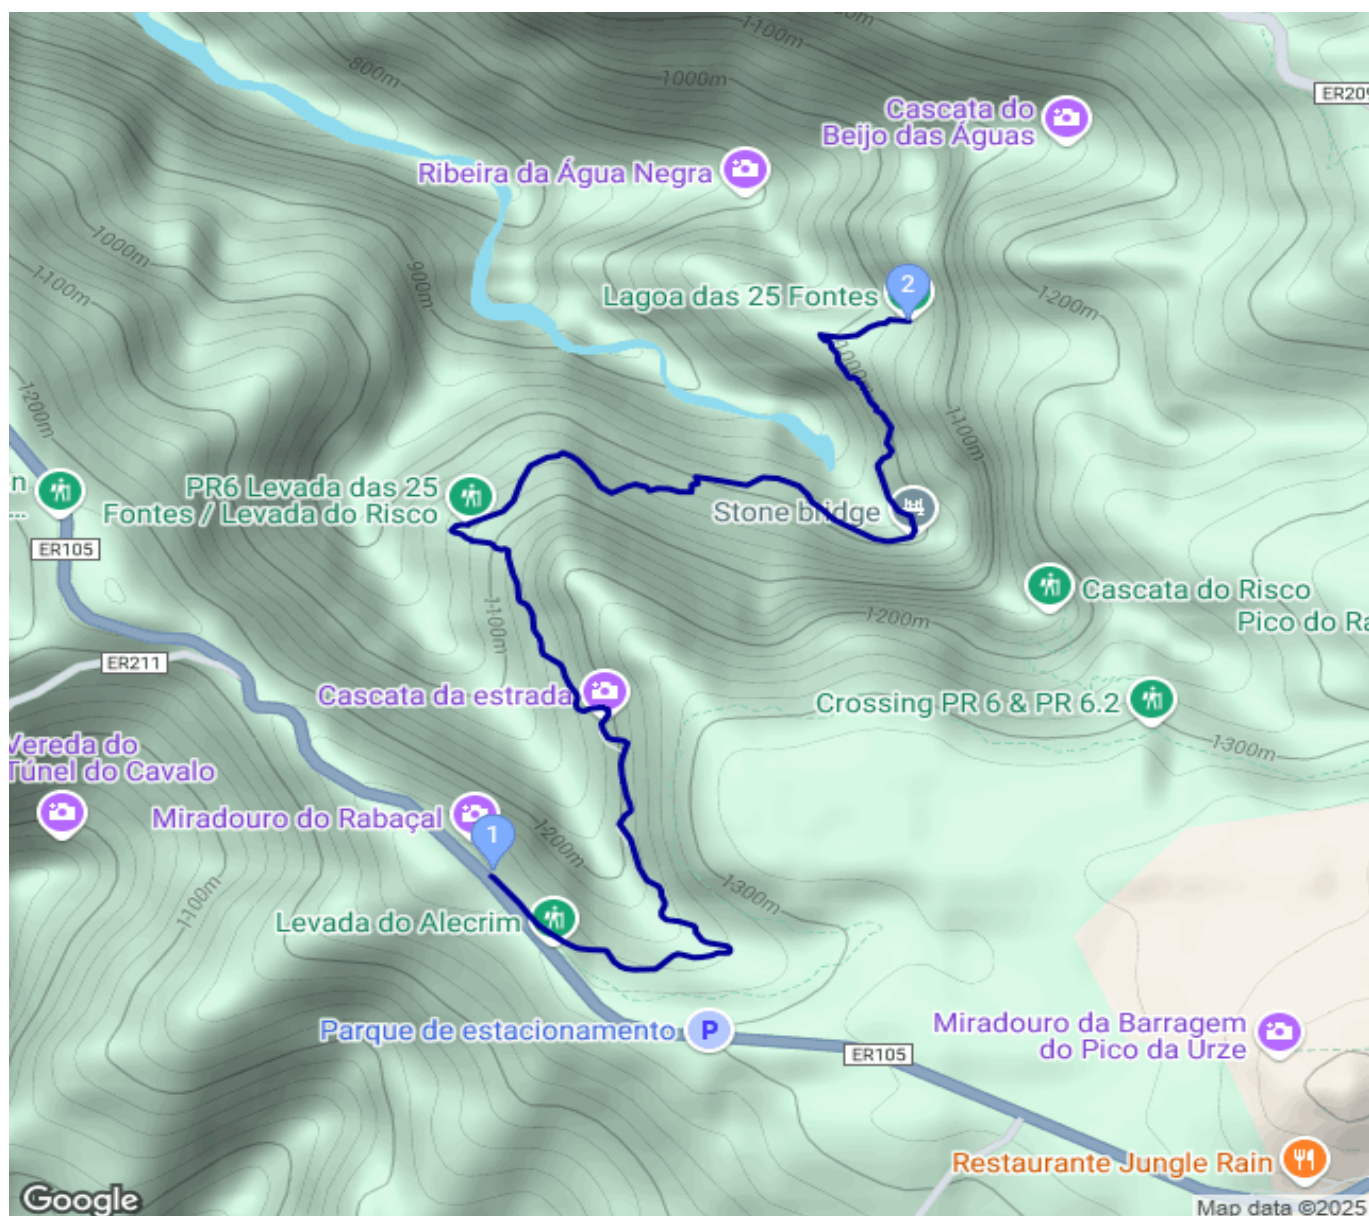 1100m
800m
1000m
ER209
Cascata do
Beijo das Águas
Ribeira da Água Negra
1000m
900m
1100m
Lagoa das 25 Fontes
2
1200m
1000m
1200m
1100m
n
...
PR6 Levada das 25
Fontes / Levada do Risco
Stone bridge
ER105
Cascata do Risco
1100m
1200m
Pico do Ra
ER211
Cascata da estrada
Crossing PR 6 & PR 6.2
Vereda do
Túnel do Cavalo
1300m
Miradouro do Rabaçal
1
1200m
1100m
1300m
Levada do Alecrim
Parque de estacionamento
P
Miradouro da Barragem
do Pico da Urze
ER105
Restaurante Jungle Rain
Google
Map data ©2025